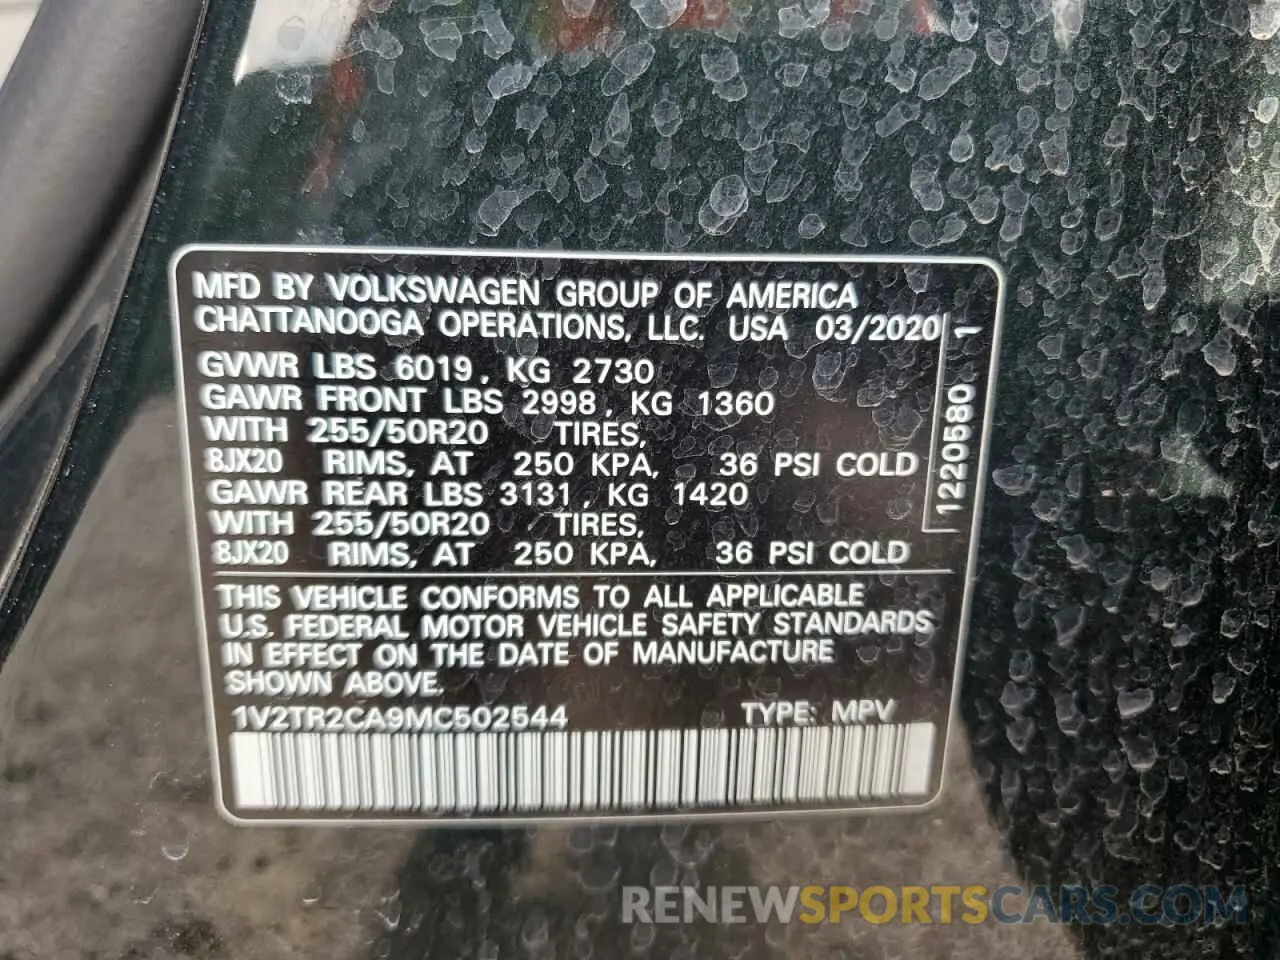 MFD BY VOLKSWAGEN GROUP OF AMERICA
CHATTANOOGA OPERATIONS, LLC. USA 03/2020
GVWR LBS 6019, KG 2730
GAWR FRONT LBS 2998, KG 1360
WITH 255/50R20 TIRES,
8JX20 RIMS, AT 250 KPA, 36 PSI COLD
GAWR REAR LBS 3131, KG 1420
WITH 255/50R20 TIRES,
8JX20 RIMS, AT 250 KPA, 36 PSI COLD
1220580 1
THIS VEHICLE CONFORMS TO ALL APPLICABLE
U.S. FEDERAL MOTOR VEHICLE SAFETY STANDARDS
IN EFFECT ON THE DATE OF MANUFACTURE
SHOWN ABOVE.
1V2TR2CA9MC502544 TYPE: MPV
RENEWSPORTSCARS.COM